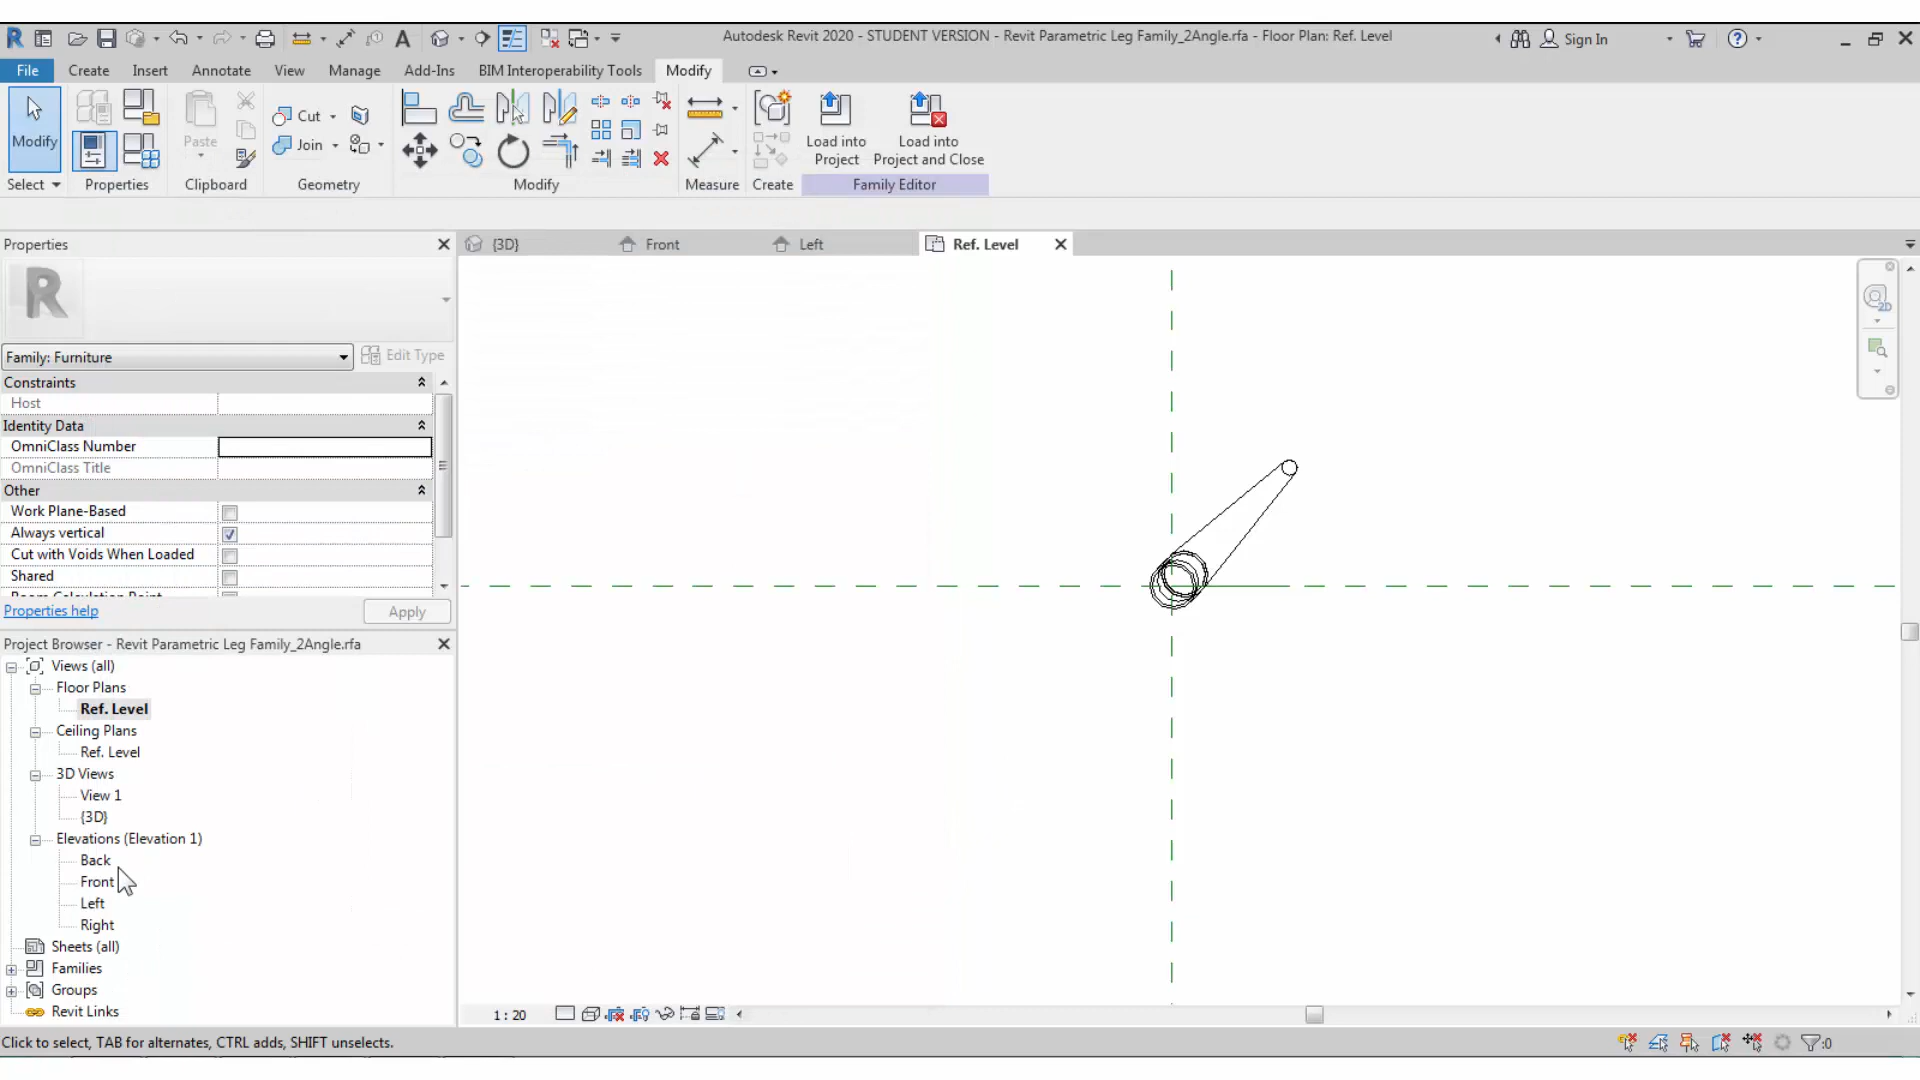 Autodesk Revit 2020 - STUDENT VERSION - Revit Parametric Leg Family_2Angle.rfa - Floor Plan: Ref. Level
Sign In
File Create Insert Annotate View Manage Add-Ins BIM Interoperability Tools Modify
Modify
Paste
Cut
Join
Load into Project
Load into Project and Close
Select Properties Clipboard Geometry Modify Measure Create Family Editor
Properties
{3D} Front Left Ref. Level
R
Family: Furniture
Edit Type
Constraints
Host
Identity Data
OmniClass Number
OmniClass Title
Other
Work Plane-Based
Always vertical
Cut with Voids When Loaded
Shared
Properties help
Apply
2D
Project Browser - Revit Parametric Leg Family_2Angle.rfa
Views (all)
Floor Plans
Ref. Level
Ceiling Plans
Ref. Level
3D Views
View 1
{3D}
Elevations (Elevation 1)
Back
Front
Left
Right
Sheets (all)
Families
Groups
Revit Links
1 : 20
Click to select, TAB for alternates, CTRL adds, SHIFT unselects.
:0